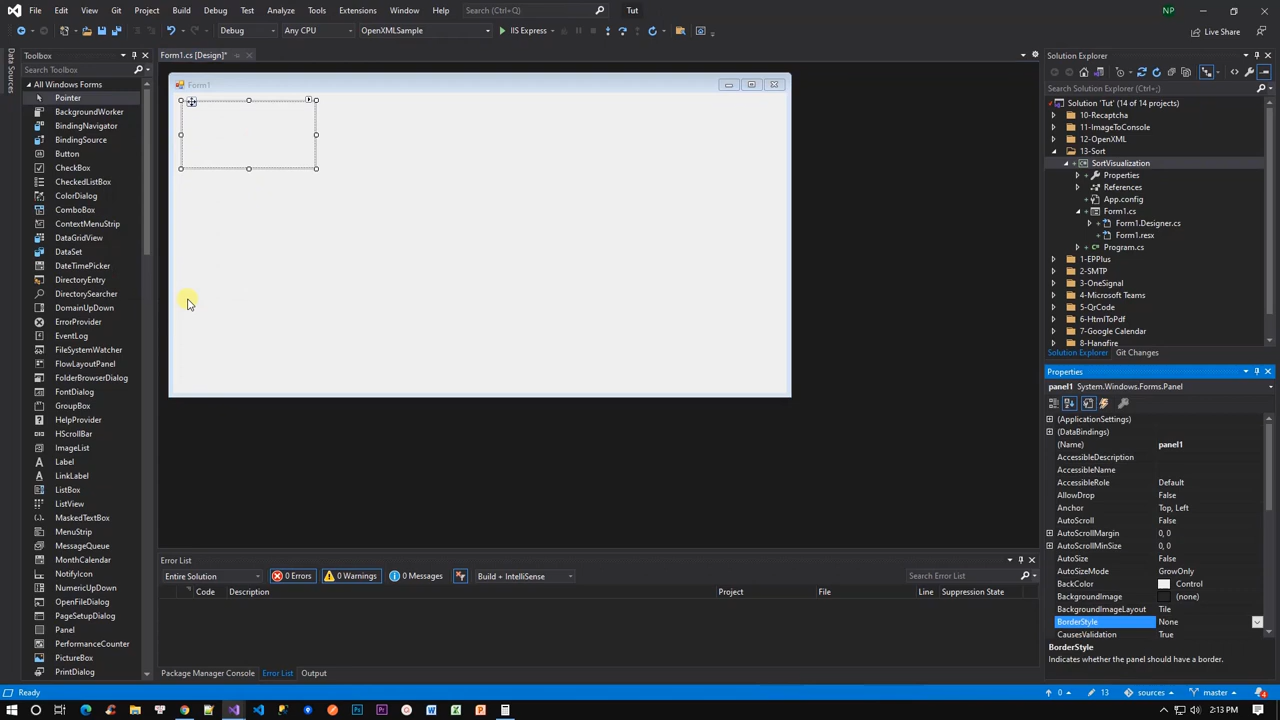 File Edit View Git Project Build Debug Test Analyze Tools Extensions Window Help Search (Ctrl+Q) Tut NP
Debug Any CPU OpenXMLSample IIS Express Live Share
Data Sources
Toolbox
Search Toolbox
All Windows Forms
Pointer
BackgroundWorker
BindingNavigator
BindingSource
Button
CheckBox
CheckedListBox
ColorDialog
ComboBox
ContextMenuStrip
DataGridView
DataSet
DateTimePicker
DirectoryEntry
DirectorySearcher
DomainUpDown
ErrorProvider
EventLog
FileSystemWatcher
FlowLayoutPanel
FolderBrowserDialog
FontDialog
GroupBox
HelpProvider
HScrollBar
ImageList
Label
LinkLabel
ListBox
ListView
MaskedTextBox
MenuStrip
MessageQueue
MonthCalendar
NotifyIcon
NumericUpDown
OpenFileDialog
PageSetupDialog
Panel
PerformanceCounter
PictureBox
PrintDialog
Form1.cs [Design]*
Form1
Error List
Entire Solution 0 Errors 0 Warnings 0 Messages Build + IntelliSense Search Error List
Code Description Project File Line Suppression State
Package Manager Console Error List Output
Solution Explorer
Search Solution Explorer (Ctrl+;)
Solution 'Tut' (14 of 14 projects)
10-Recaptcha
11-ImageToConsole
12-OpenXML
13-Sort
SortVisualization
Properties
References
App.config
Form1.cs
Form1.Designer.cs
Form1.resx
Program.cs
1-EPPlus
2-SMTP
3-OneSignal
4-Microsoft Teams
5-QrCode
6-HtmlToPdf
7-Google Calendar
8-Hangfire
Solution Explorer Git Changes
Properties
panel1 System.Windows.Forms.Panel
(ApplicationSettings)
(DataBindings)
(Name) panel1
AccessibleDescription
AccessibleName
AccessibleRole Default
AllowDrop False
Anchor Top, Left
AutoScroll False
AutoScrollMargin 0, 0
AutoScrollMinSize 0, 0
AutoSize False
AutoSizeMode GrowOnly
BackColor Control
BackgroundImage (none)
BackgroundImageLayout Tile
BorderStyle None
CausesValidation True
BorderStyle
Indicates whether the panel should have a border.
Ready 0 13 sources master
2:13 PM